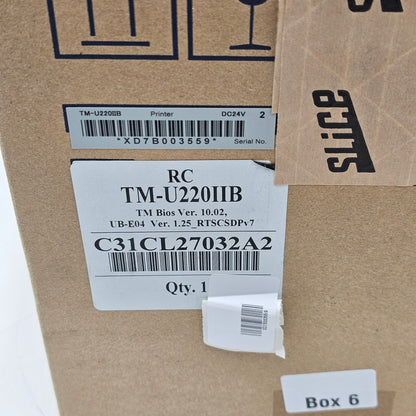 TM-U220IIB Printer DC24V 2
*XD7B003559* Serial No.
SLICE
RC
TM-U220IIB
TM Bios Ver. 10.02,
UB-E04 Ver. 1.25_RTSCSDPv7
C31CL27032A2
Qty. 1
Box 6